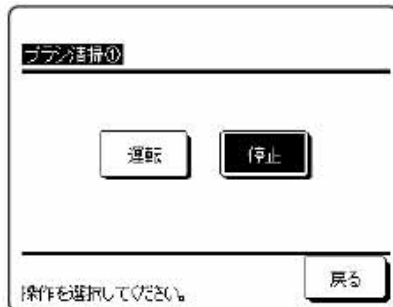 ブラシ清掃①
運転
停止
操作を選択してください。
戻る